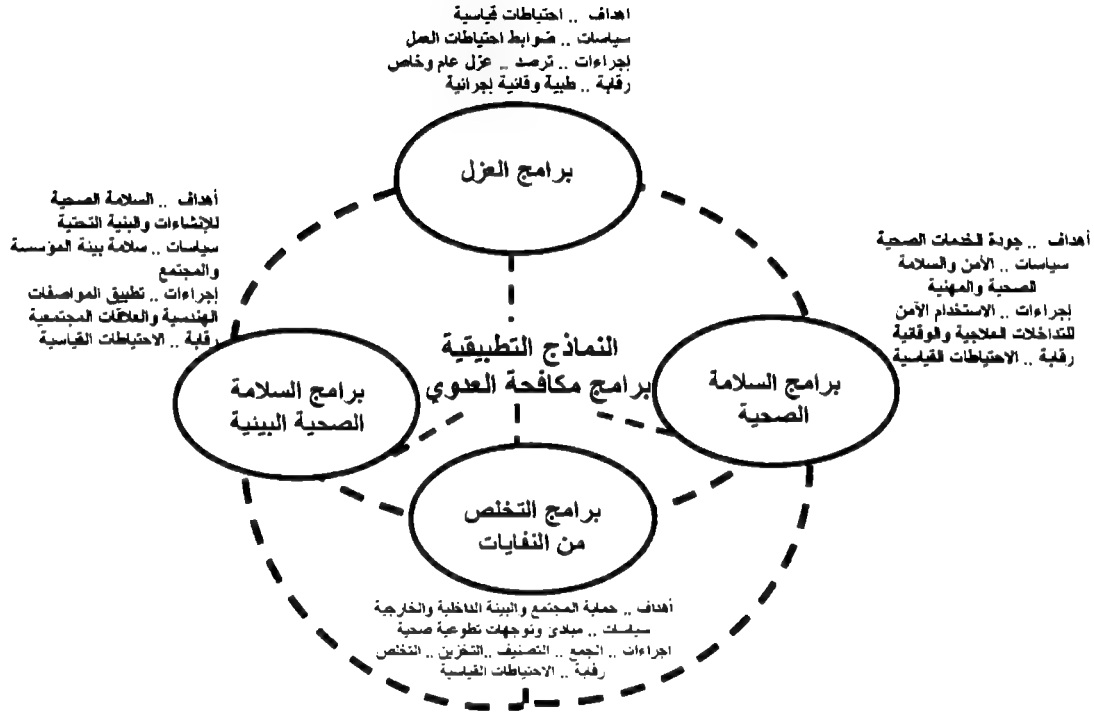 اهداف .. احتياطات قياسية
سياسات .. ضوابط احتياطات العمل
إجراءات .. ترصد .. عزل عام وخاص
رقابة .. طبية وقائية إجرائية
برامج العزل
أهداف .. جودة الخدمات الصحية
سياسات .. الأمن والسلامة
الصحية والمهنية
إجراءات .. الاستخدام الآمن
للتداخلات العلاجية والوقائية
رقابة .. الاحتياطات القياسية
أهداف .. السلامة الصحية
للإنشاءات والبنية التحتية
سياسات .. سلامة بيئة المؤسسة
والمجتمع
إجراءات .. تطبيق المواصفات
الهندسية والعلاقات المجتمعية
رقابة .. الاحتياطات القياسية
النماذج التطبيقية
برامج مكافحة العدوي
برامج السلامة
الصحية
برامج السلامة
الصحية البيئية
برامج التخلص
من النفايات
أهداف .. حماية المجتمع والبيئة الداخلية والخارجية
سياسات .. مبادئ وتوجهات تطوعية صحية
اجراءات .. الجمع .. التصنيف ..التخزين .. التخلص
رقابة .. الاحتياطات القياسية